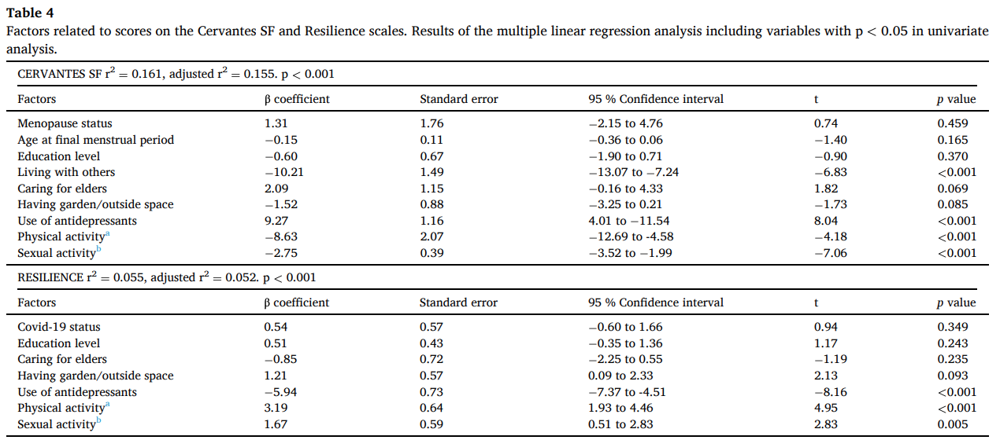 Table 4
Factors related to scores on the Cervantes SF and Resilience scales. Results of the multiple linear regression analysis including variables with p < 0.05 in univariate
analysis.
CERVANTES SF r² = 0.161, adjusted r² = 0.155. p < 0.001
Factors β coefficient Standard error 95 % Confidence interval t p value
Menopause status 1.31 1.76 −2.15 to 4.76 0.74 0.459
Age at final menstrual period −0.15 0.11 −0.36 to 0.06 −1.40 0.165
Education level −0.60 0.67 −1.90 to 0.71 −0.90 0.370
Living with others −10.21 1.49 −13.07 to −7.24 −6.83 <0.001
Caring for elders 2.09 1.15 −0.16 to 4.33 1.82 0.069
Having garden/outside space −1.52 0.88 −3.25 to 0.21 −1.73 0.085
Use of antidepressants 9.27 1.16 4.01 to −11.54 8.04 <0.001
Physical activityᵃ −8.63 2.07 −12.69 to -4.58 −4.18 <0.001
Sexual activityᵇ −2.75 0.39 −3.52 to −1.99 −7.06 <0.001
RESILIENCE r² = 0.055, adjusted r² = 0.052. p < 0.001
Factors β coefficient Standard error 95 % Confidence interval t p value
Covid-19 status 0.54 0.57 −0.60 to 1.66 0.94 0.349
Education level 0.51 0.43 −0.35 to 1.36 1.17 0.243
Caring for elders −0.85 0.72 −2.25 to 0.55 −1.19 0.235
Having garden/outside space 1.21 0.57 0.09 to 2.33 2.13 0.093
Use of antidepressants −5.94 0.73 −7.37 to -4.51 −8.16 <0.001
Physical activityᵃ 3.19 0.64 1.93 to 4.46 4.95 <0.001
Sexual activityᵇ 1.67 0.59 0.51 to 2.83 2.83 0.005